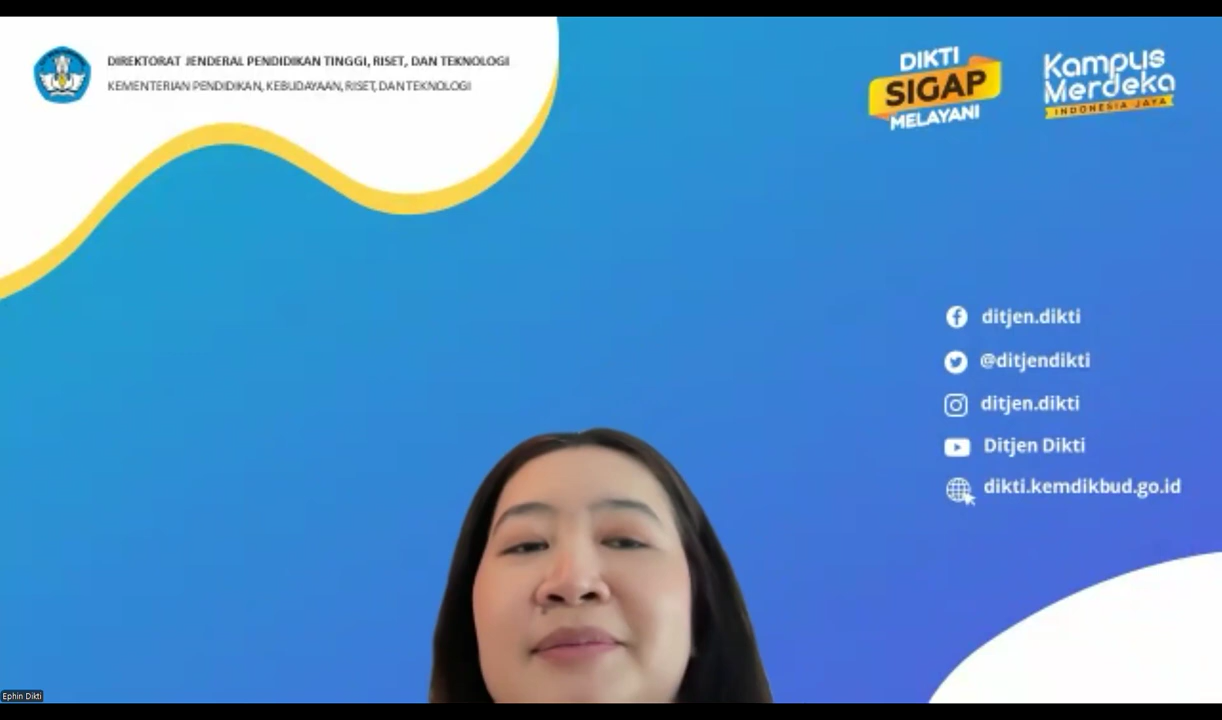 DIREKTORAT JENDERAL PENDIDIKAN TINGGI, RISET, DAN TEKNOLOGI
KEMENTERIAN PENDIDIKAN, KEBUDAYAAN, RISET, DAN TEKNOLOGI
DIKTI
SIGAP
MELAYANI
Kampus
Merdeka
INDONESIA JAYA
ditjen.dikti
@ditjendikti
ditjen.dikti
Ditjen Dikti
dikti.kemdikbud.go.id
Ephin Dikti